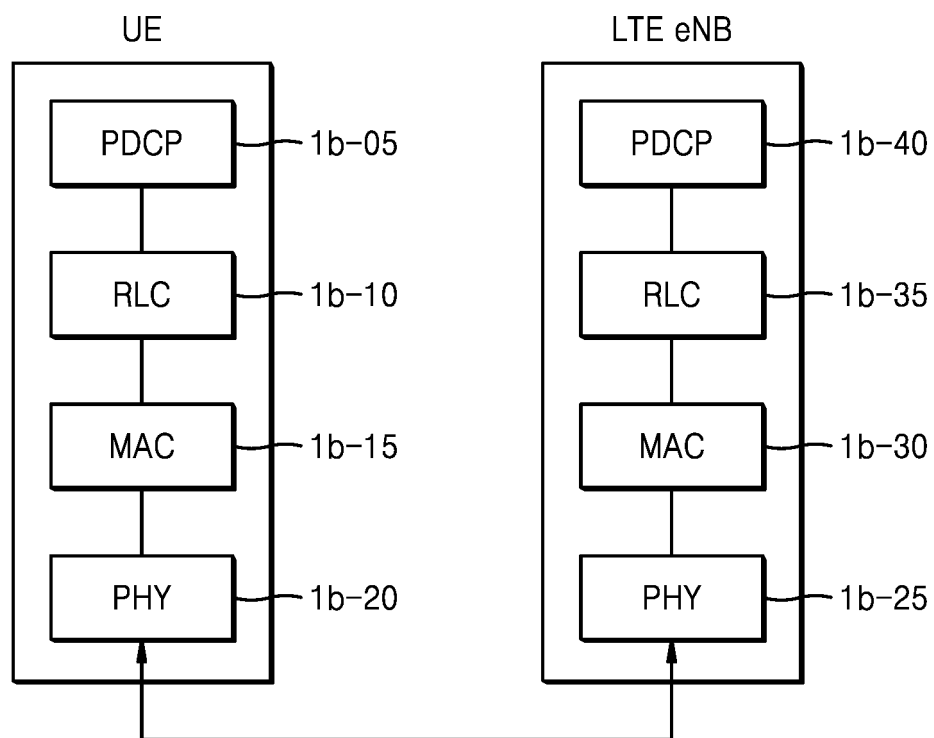 UE
LTE eNB
PDCP
1b-05
PDCP
1b-40
RLC
1b-10
RLC
1b-35
MAC
1b-15
MAC
1b-30
PHY
1b-20
PHY
1b-25